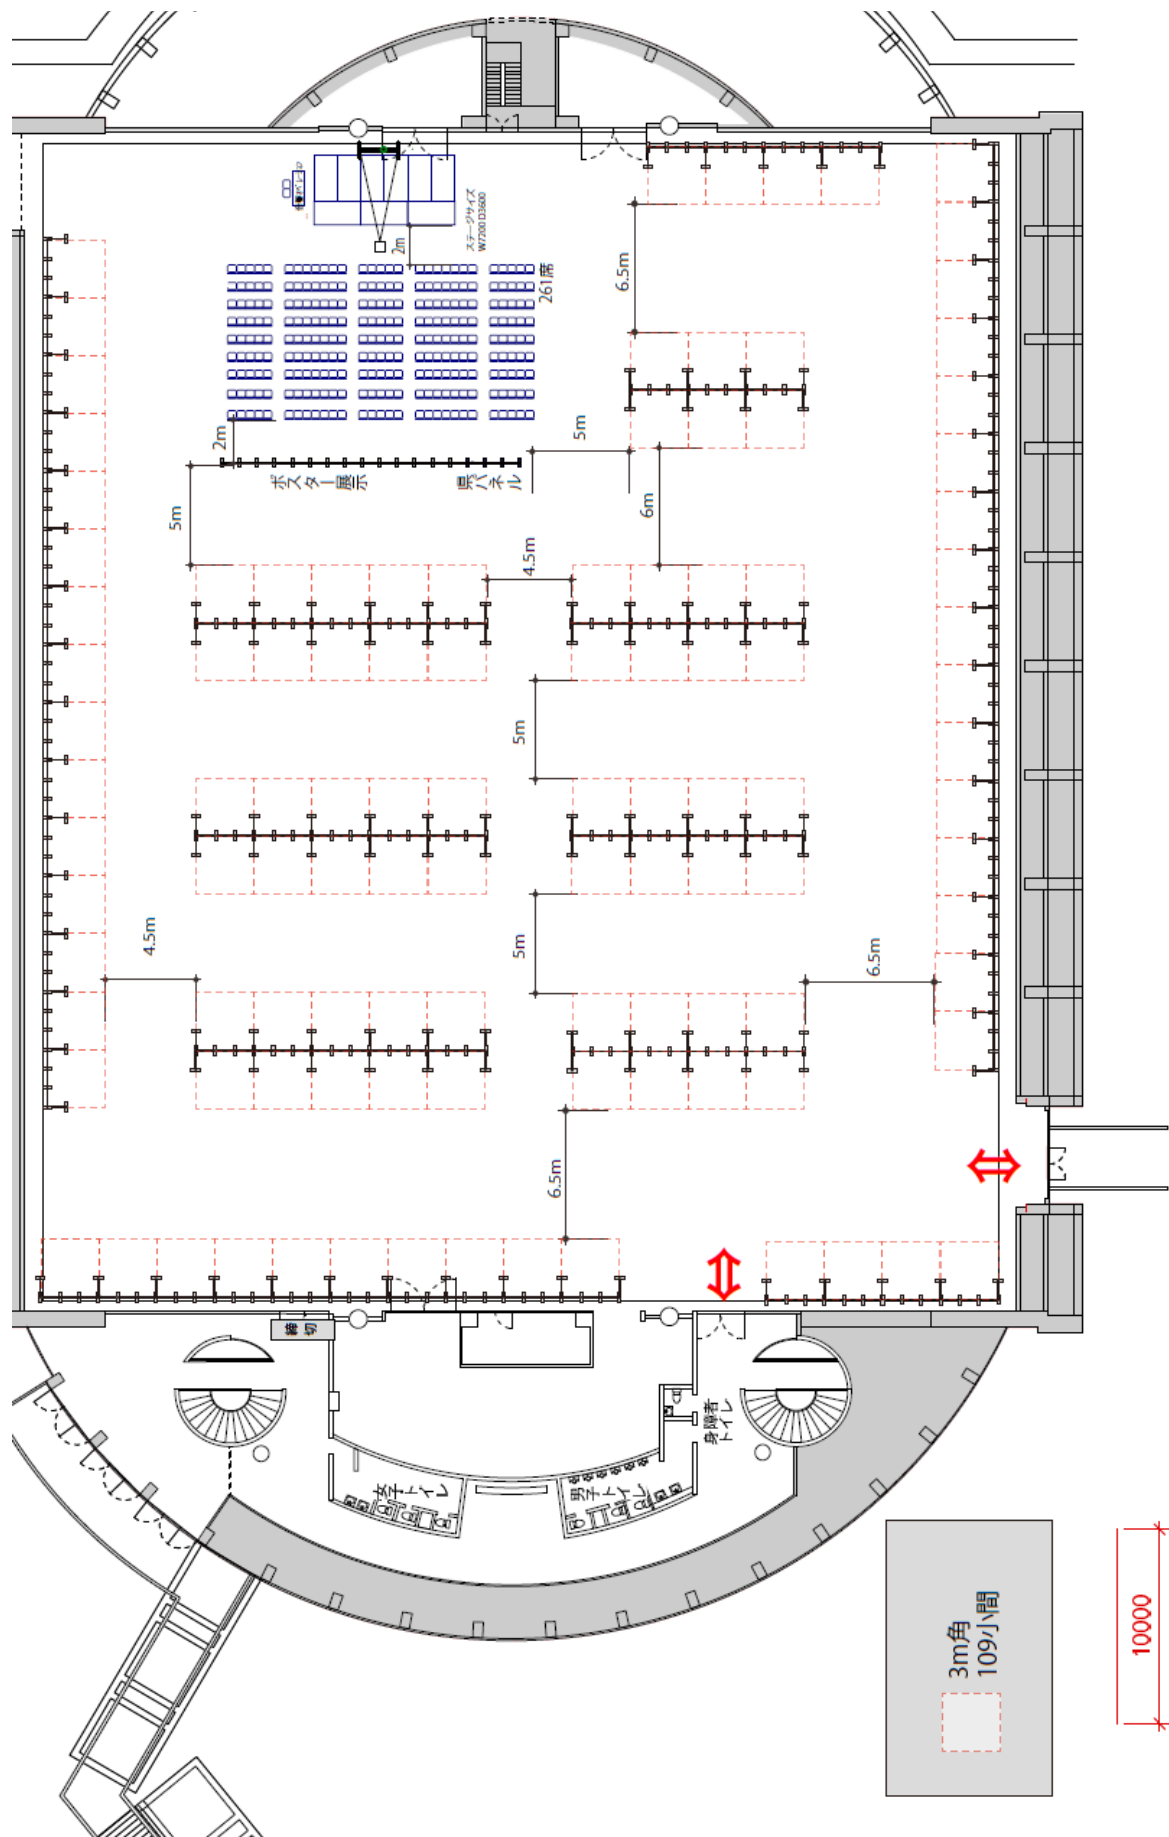 ステージサイズ
W7200 D3600
2m
261席
6.5m
2m
5m
ポスター展示
県パネル
5m
6m
4.5m
5m
4.5m
5m
6.5m
6.5m
締切
身障者
トイレ
女子トイレ
男子トイレ
3m角
109小間
10000